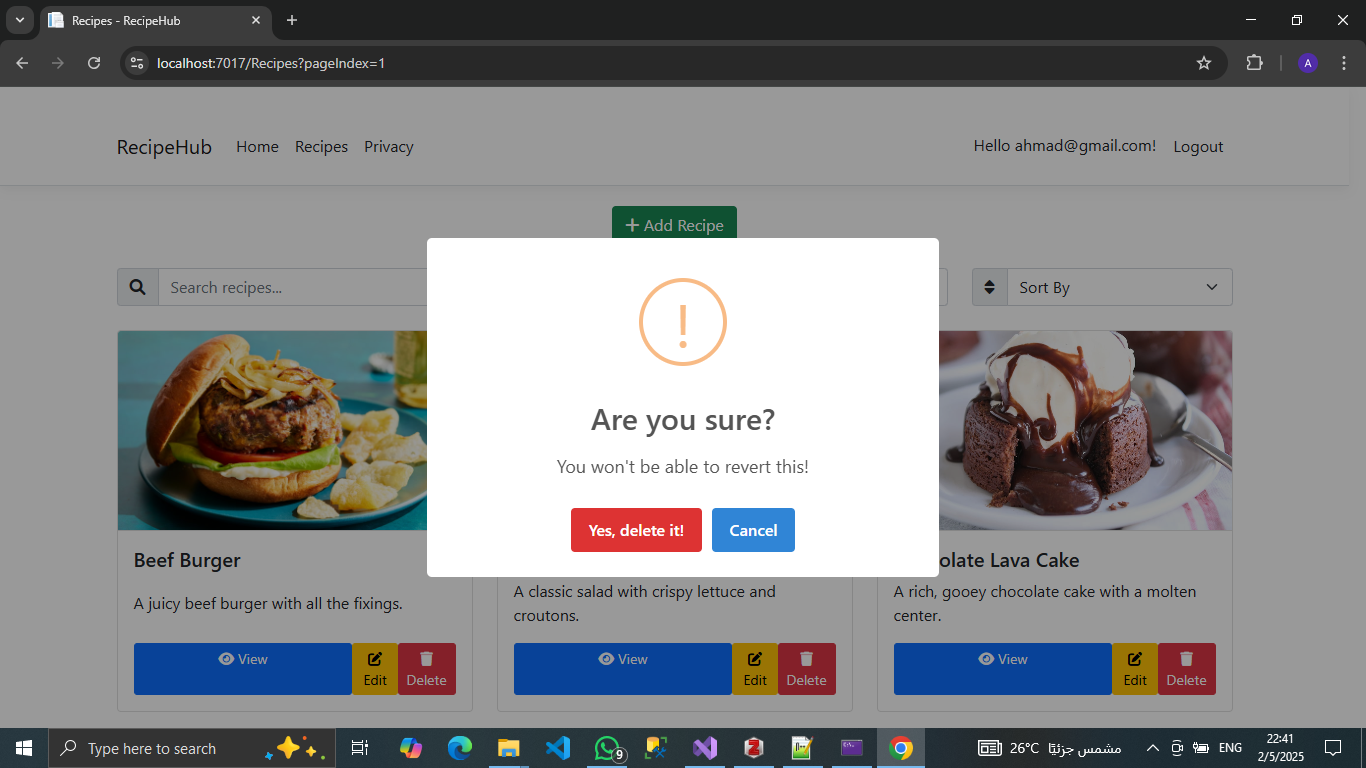 Recipes - RecipeHub
localhost:7017/Recipes?pageIndex=1
A
RecipeHub Home Recipes Privacy Hello ahmad@gmail.com! Logout
Add Recipe
Search recipes... Sort By
!
Are you sure?
You won't be able to revert this!
Yes, delete it! Cancel
Beef Burger
A juicy beef burger with all the fixings.
View Edit Delete
A classic salad with crispy lettuce and
croutons.
View Edit Delete
olate Lava Cake
A rich, gooey chocolate cake with a molten
center.
View Edit Delete
Type here to search
9
26°C مشمس جزئيًا
ENG
22:41
2/5/2025